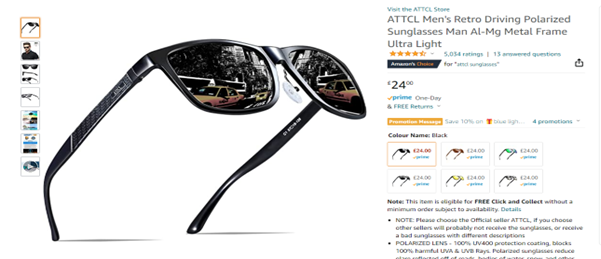 Visit the ATTCL Store
ATTCL Men's Retro Driving Polarized
Sunglasses Man Al-Mg Metal Frame
Ultra Light
5,034 ratings | 13 answered questions
Amazon's Choice for "attcl sunglasses"
£24.00
prime One-Day
& FREE Returns
Promotion Message Save 10% on blue ligh... 4 promotions
Colour Name: Black
£24.00 £24.00 £24.00
prime prime prime
£24.00 £24.00 £24.00
prime prime prime
Note: This item is eligible for FREE Click and Collect without a
minimum order subject to availability. Details
NOTE: Please choose the Official seller ATTCL, if you choose
other sellers will probably not receive the sunglasses, or receive
a bad sunglasses with different descriptions
POLARIZED LENS - 100% UV400 protection coating, blocks
100% harmful UVA & UVB Rays. Polarized sunglasses reduce